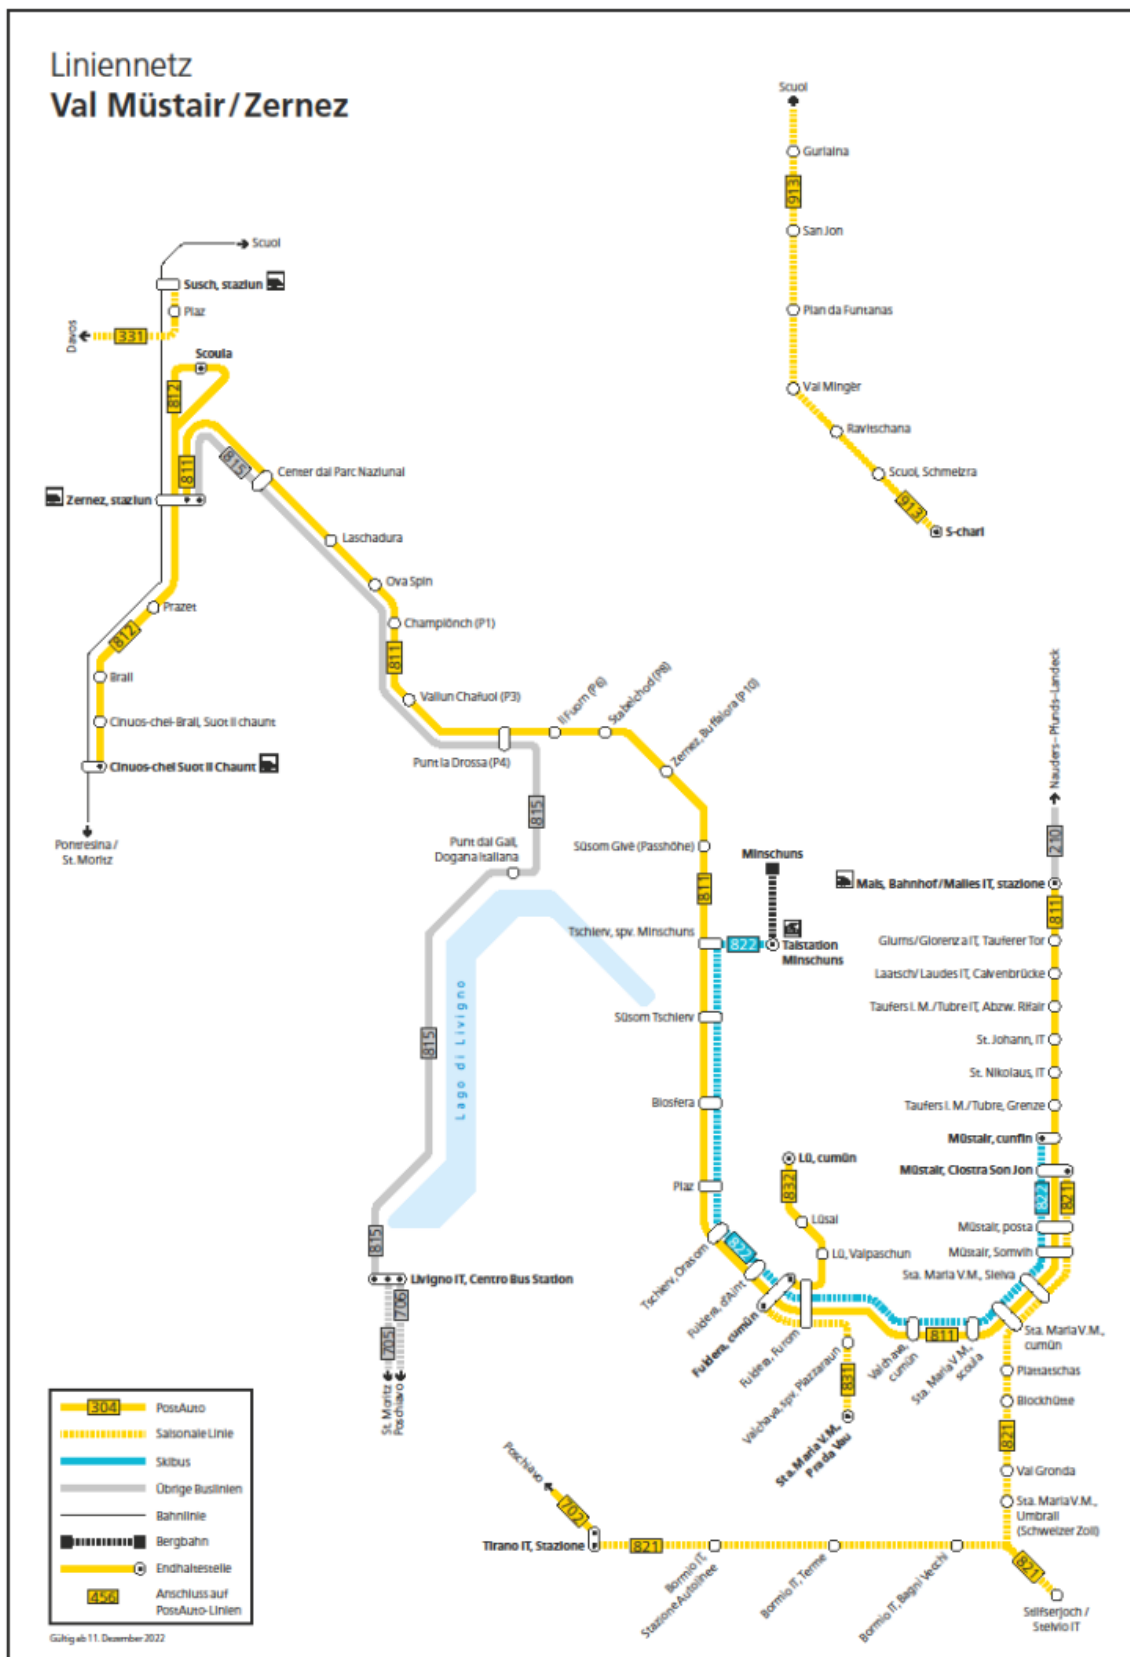 Liniennetz
Val Müstair/Zernez
Scuol
Gurlaina
913
San Jon
Plan da Funtanas
Val Mingèr
Ravitschana
Scuol, Schmelzra
913
S-charl
Scuol
Susch, staziun
Plaz
Davos
331
Scoula
812
811
815
Center dal Parc Naziunal
Zernez, staziun
Laschadura
Ova Spin
Prazet
Champlönch (P1)
812
811
Brail
Vallun Chafuol (P3)
Il Fuorn (P6)
Stabelchod (P8)
Zernez, Buffalora (P10)
Cinuos-chel-Brail, Suot il chaunt
Cinuos-chel Suot Il Chaunt
Punt la Drossa (P4)
Pontresina /
St. Moritz
815
Punt dal Gall,
Dogana italiana
Süsom Givè (Passhöhe)
Minschuns
811
Nauders–Pfunds–Landeck
210
Mals, Bahnhof/Malles IT, stazione
811
Tschierv, spv. Minschuns
822
Talstation
Minschuns
Glurns/Glorenza IT, Tauferer Tor
Laatsch/Laudes IT, Calvenbrücke
Taufers i. M./Tubre IT, Abzw. Rifair
Süsom Tschierv
St. Johann, IT
815
Lago di Livigno
St. Nikolaus, IT
Biosfera
Taufers i. M./Tubre, Grenze
Müstair, cunfin
Lü, cumün
Müstair, Clostra Son Jon
Plaz
832
822
821
Lüsai
Müstair, posta
815
Tschierv, Orasom
822
Lü, Valpaschun
Müstair, Somvih
Livigno IT, Centro Bus Station
Fuldera, d'Aint
Sta. Maria V.M., Sielva
706
705
Fuldera, cumün
Fuldera, Furom
811
Valchava,
cumün
Sta. Maria V.M.,
scoula
Sta. Maria V.M.,
cumün
St. Moritz
Poschiavo
Valchava, spv. Plazzaraun
831
Plattatschas
Blockhütte
Sta. Maria V.M.,
Pra da Vau
821
Val Gronda
Sta. Maria V.M.,
Umbrail
(Schweizer Zoll)
Poschiavo
702
Tirano IT, Stazione
821
Bormio IT,
Stazione Autolinee
Bormio IT, Terme
Bormio IT, Bagni Vecchi
821
Stilfserjoch /
Stelvio IT
304
PostAuto
Saisonale Linie
Skibus
Übrige Buslinien
Bahnlinie
Bergbahn
Endhaltestelle
456
Anschluss auf
PostAuto-Linien
Gültig ab 11. Dezember 2022